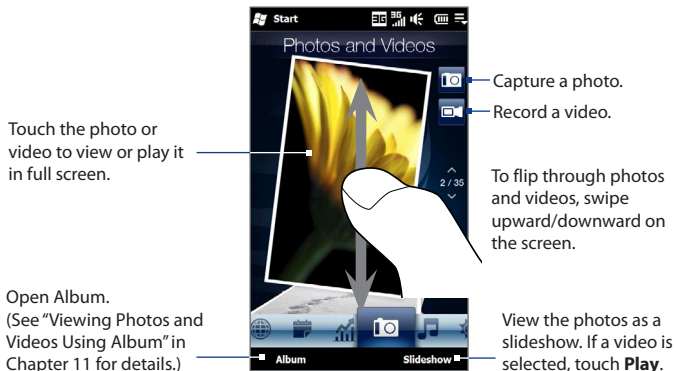 Start
3G
Photos and Videos
Capture a photo.
Record a video.
Touch the photo or
video to view or play it
in full screen.
2 / 35
To flip through photos
and videos, swipe
upward/downward on
the screen.
Open Album.
(See “Viewing Photos and
Videos Using Album” in
Chapter 11 for details.)
Album
Slideshow
View the photos as a
slideshow. If a video is
selected, touch Play.